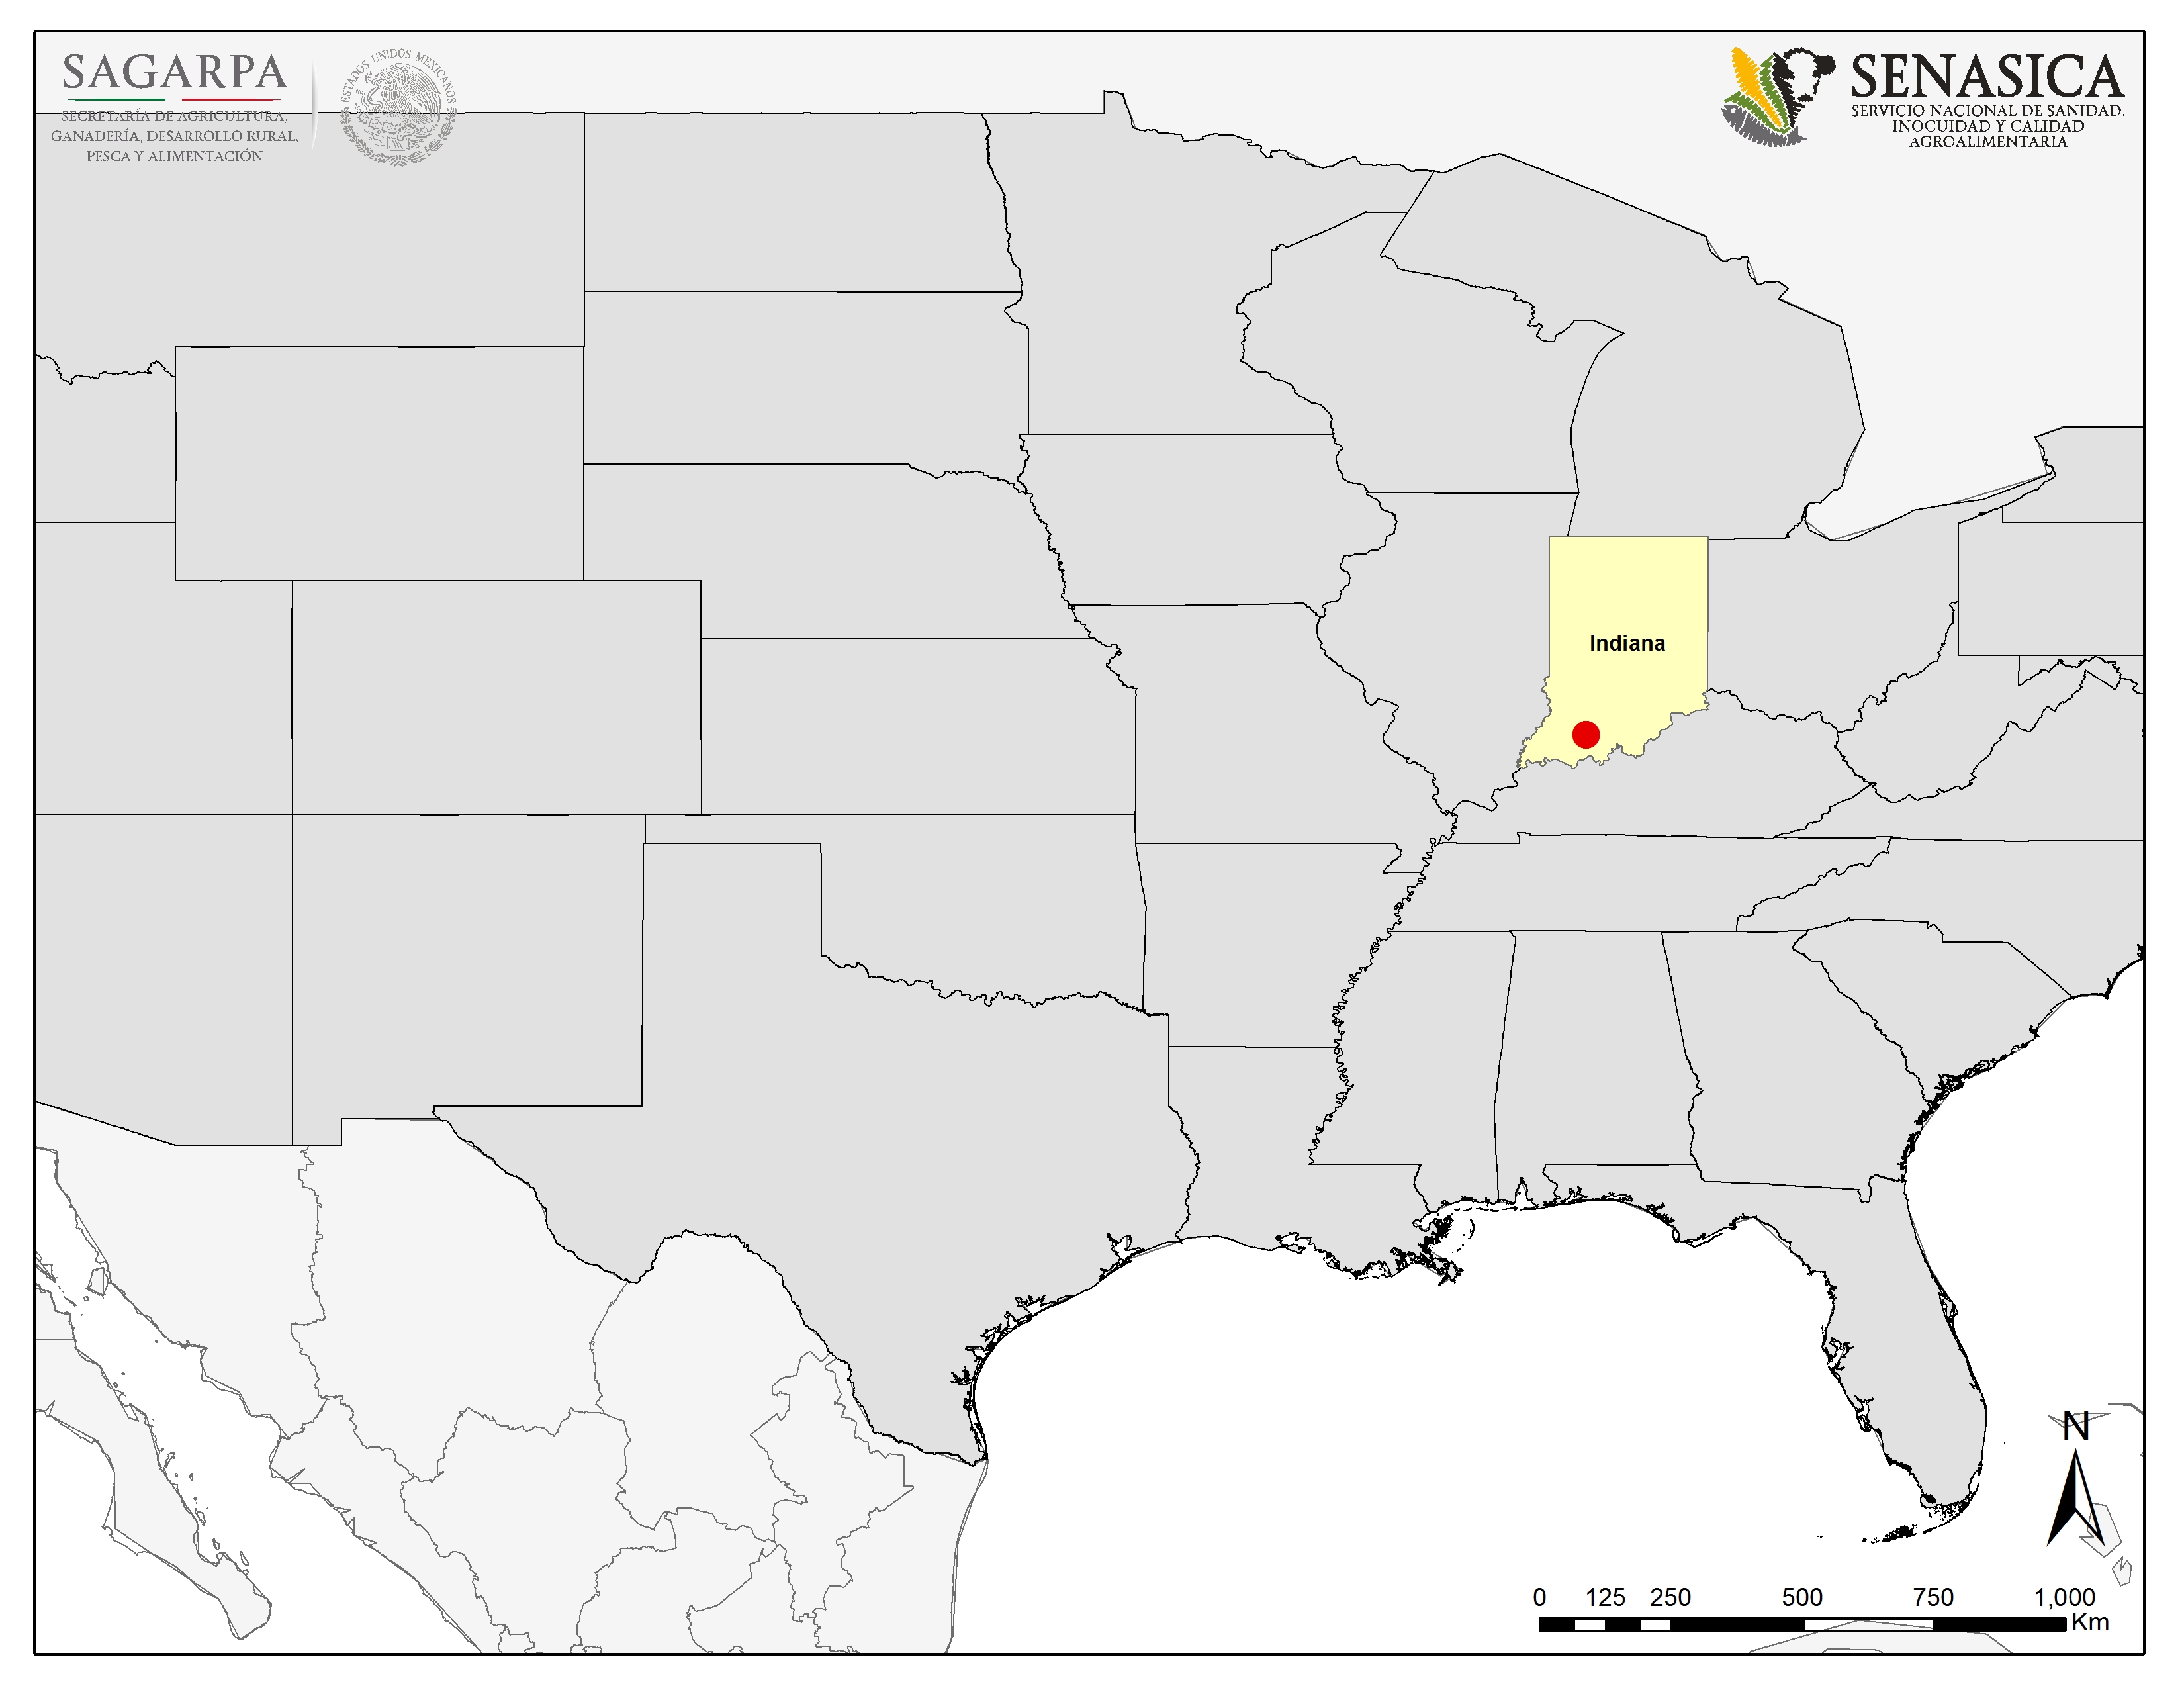 SAGARPA
SECRETARÍA DE AGRICULTURA,
GANADERÍA, DESARROLLO RURAL,
PESCA Y ALIMENTACIÓN
ESTADOS UNIDOS MEXICANOS
SENASICA
SERVICIO NACIONAL DE SANIDAD,
INOCUIDAD Y CALIDAD
AGROALIMENTARIA
Indiana
N
0 125 250 500 750 1,000
Km